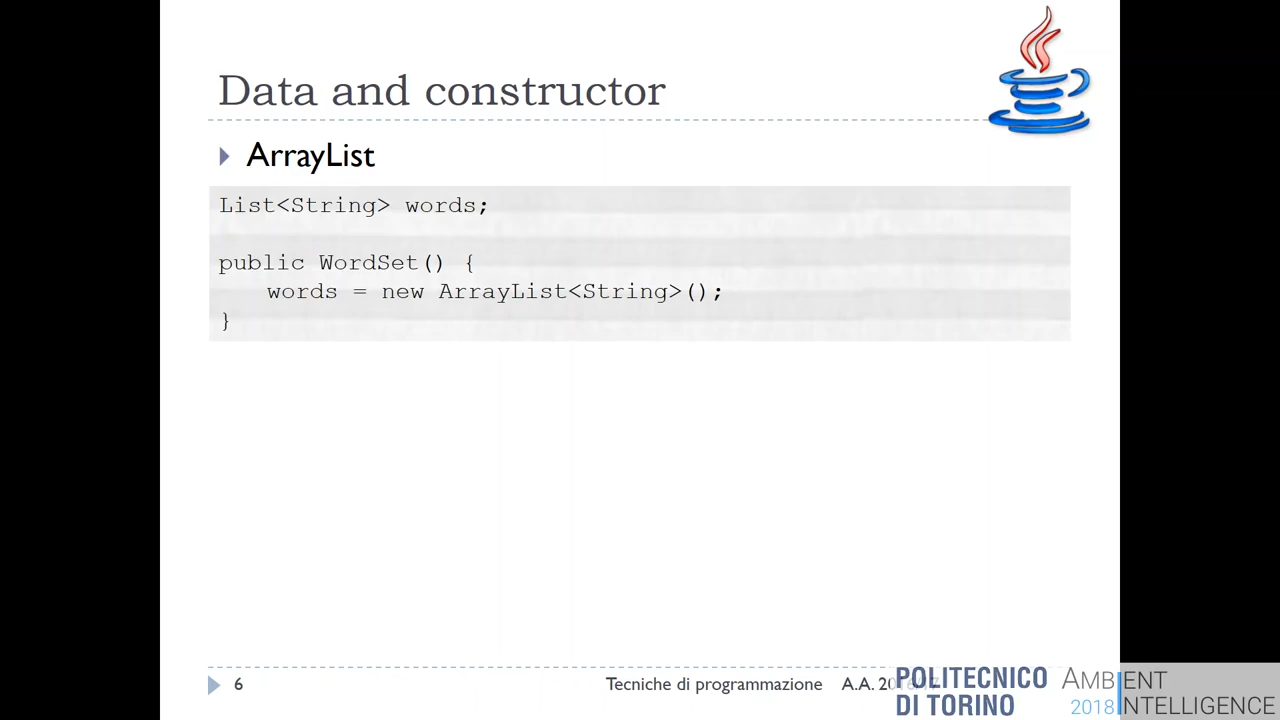 Data and constructor
ArrayList
List<String> words;
public WordSet() {
words = new ArrayList<String>();
}
6
Tecniche di programmazione A.A.
POLITECNICO
DI TORINO
AMBIENT
2018 INTELLIGENCE